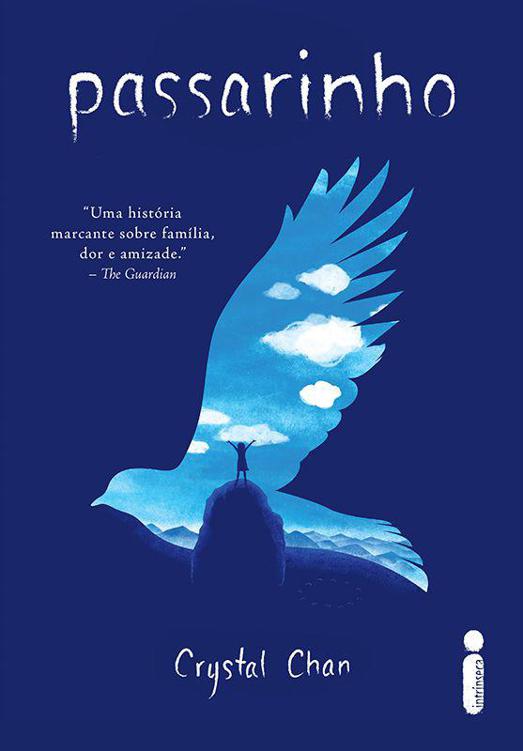 passarinho
“Uma história
marcante sobre família,
dor e amizade.”
– The Guardian
Crystal Chan
intrínseca